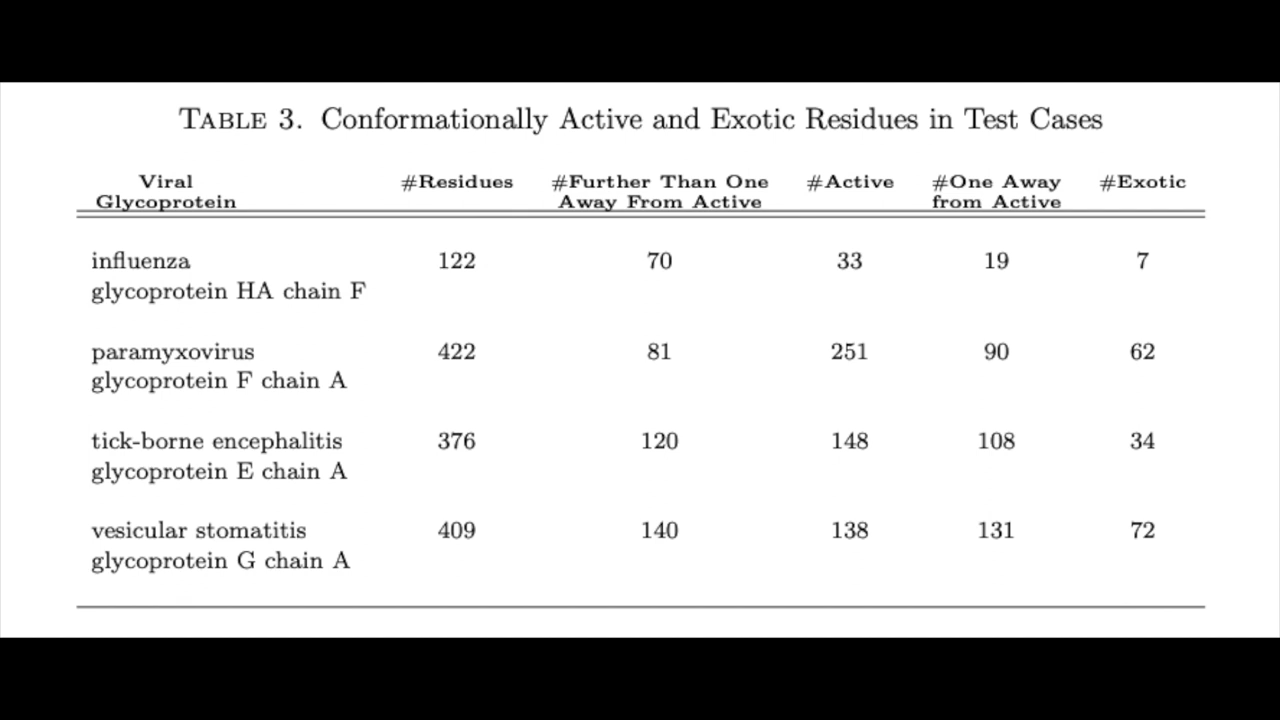 TABLE 3. Conformationally Active and Exotic Residues in Test Cases
Viral #Residues #Further Than One #Active #One Away #Exotic
Glycoprotein Away From Active from Active
influenza 122 70 33 19 7
glycoprotein HA chain F
paramyxovirus 422 81 251 90 62
glycoprotein F chain A
tick-borne encephalitis 376 120 148 108 34
glycoprotein E chain A
vesicular stomatitis 409 140 138 131 72
glycoprotein G chain A